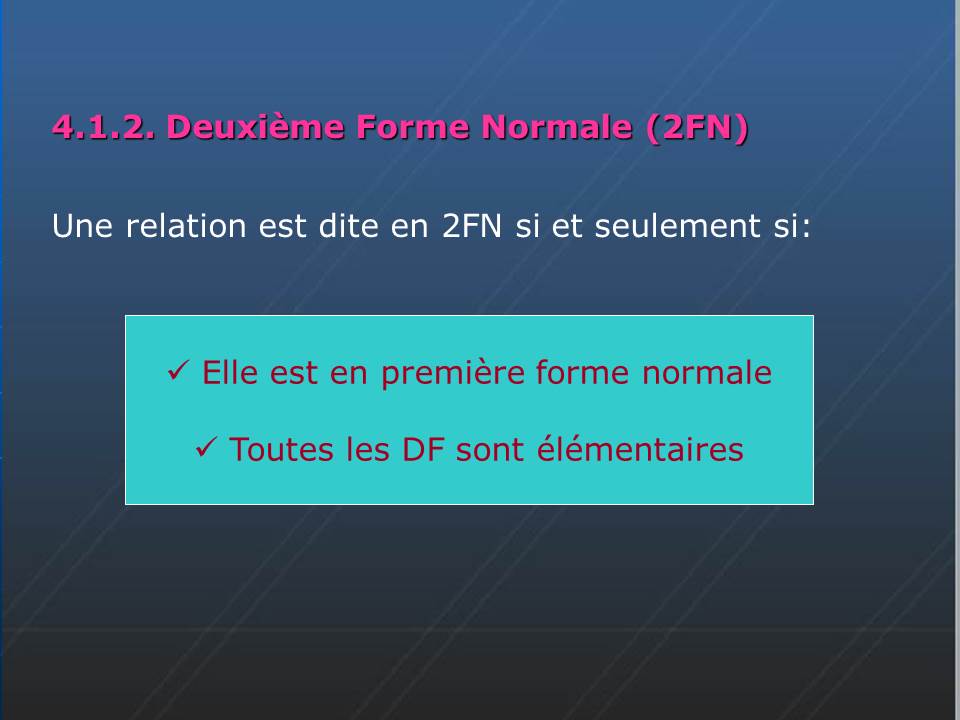 4.1.2. Deuxième Forme Normale (2FN)
Une relation est dite en 2FN si et seulement si:
✓ Elle est en première forme normale
✓ Toutes les DF sont élémentaires